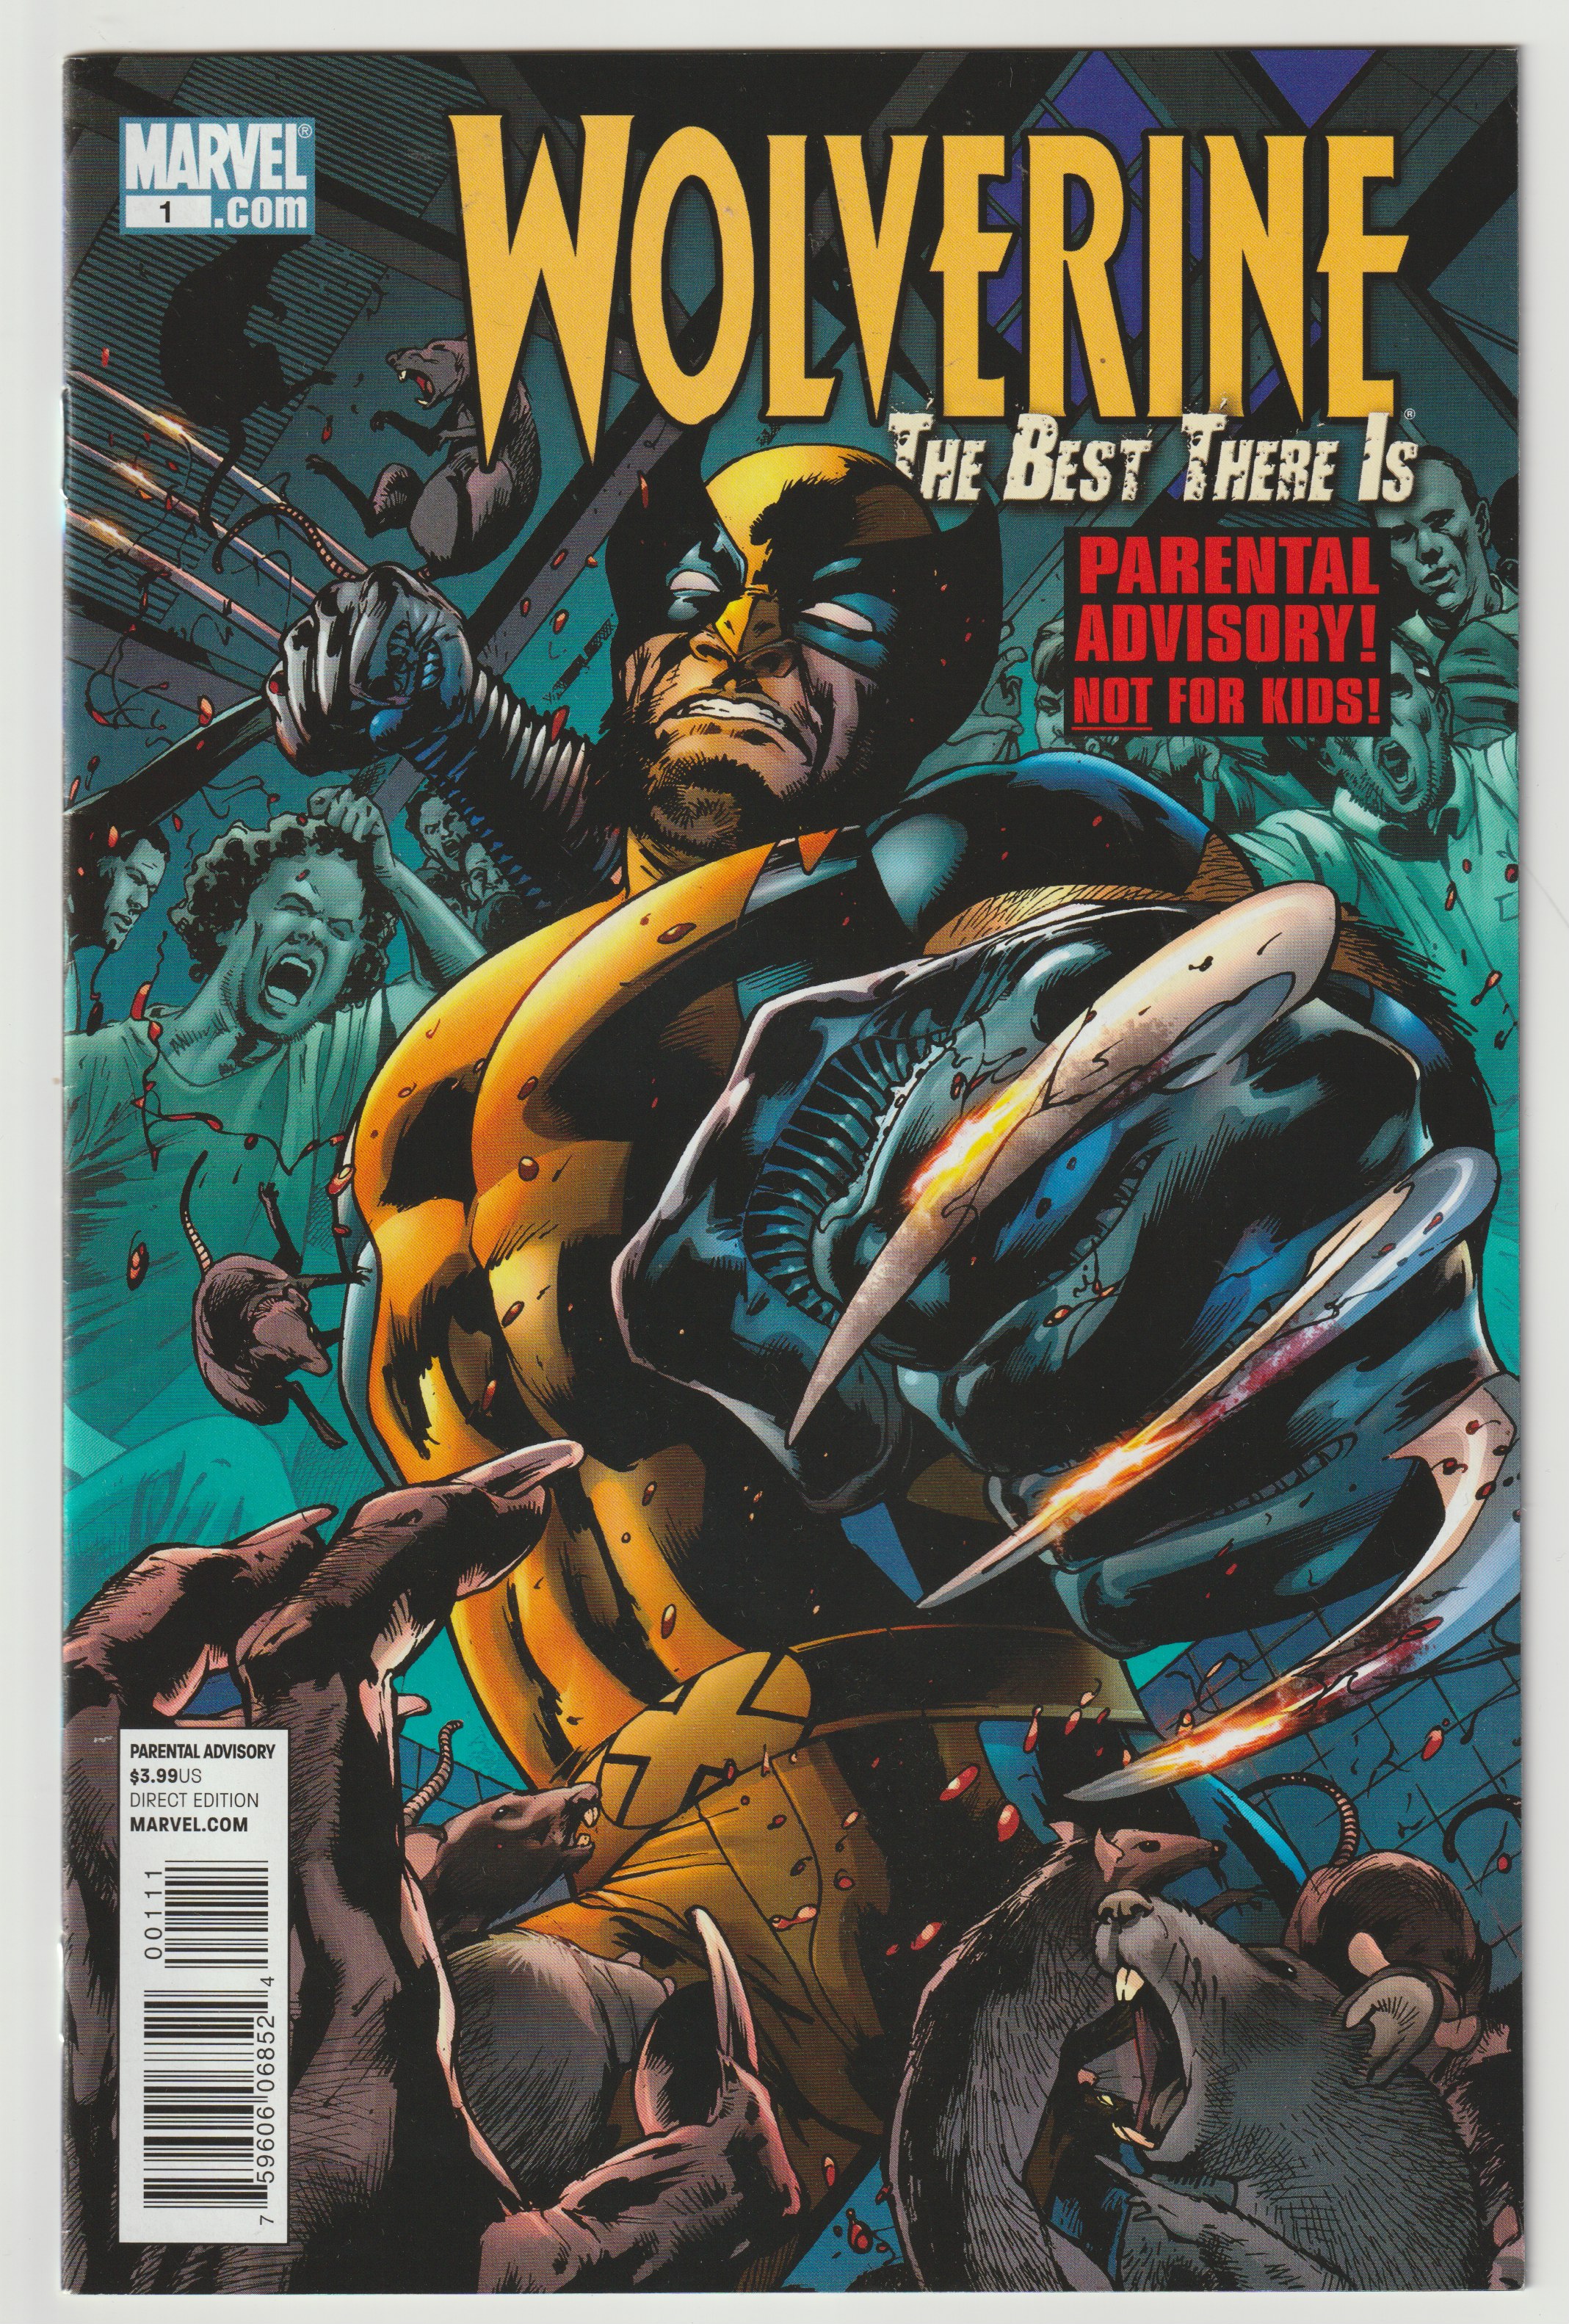 MARVEL®
1 .com
WOLVERINE®
THE BEST THERE IS
PARENTAL
ADVISORY!
NOT FOR KIDS!
PARENTAL ADVISORY
$3.99US
DIRECT EDITION
MARVEL.COM
00111
7 59606 06852 4